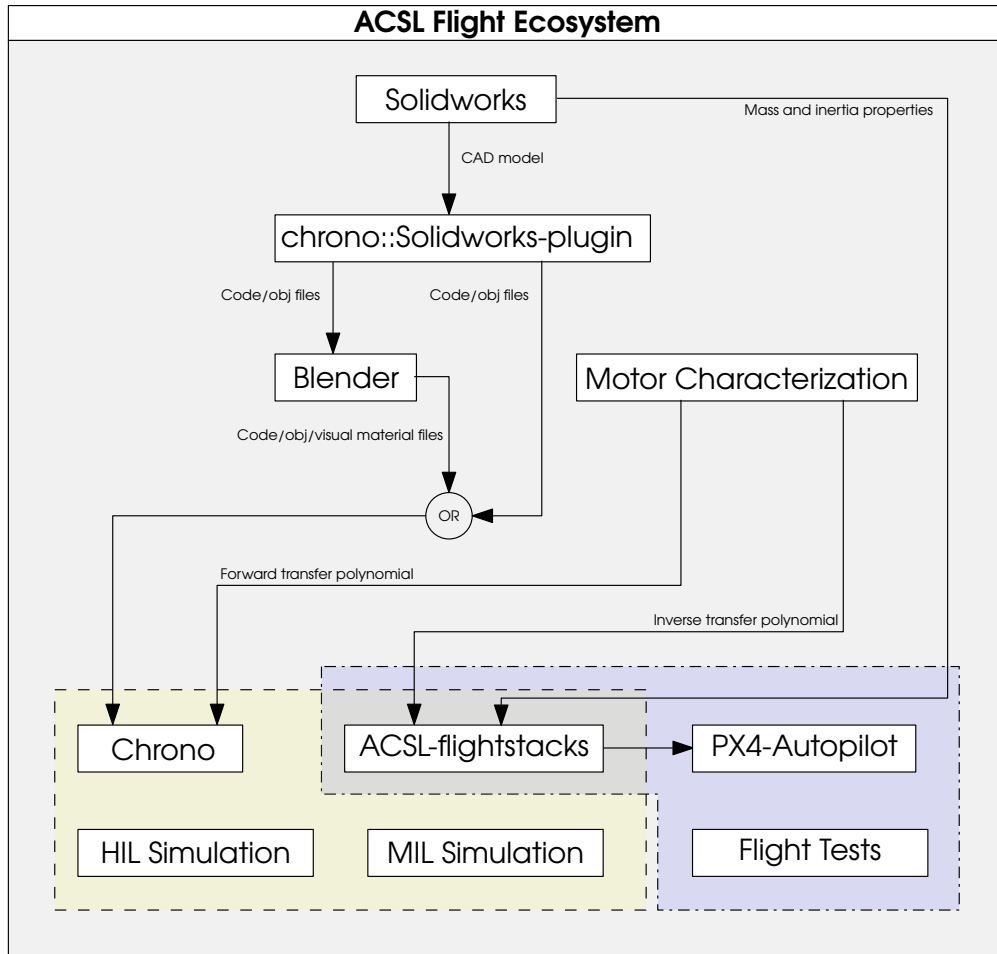 ACSL Flight Ecosystem
Solidworks
Mass and inertia properties
CAD model
chrono::Solidworks-plugin
Code/obj files
Code/obj files
Blender
Motor Characterization
Code/obj/visual material files
OR
Forward transfer polynomial
Inverse transfer polynomial
Chrono
ACSL-flightstacks
PX4-Autopilot
HIL Simulation
MIL Simulation
Flight Tests